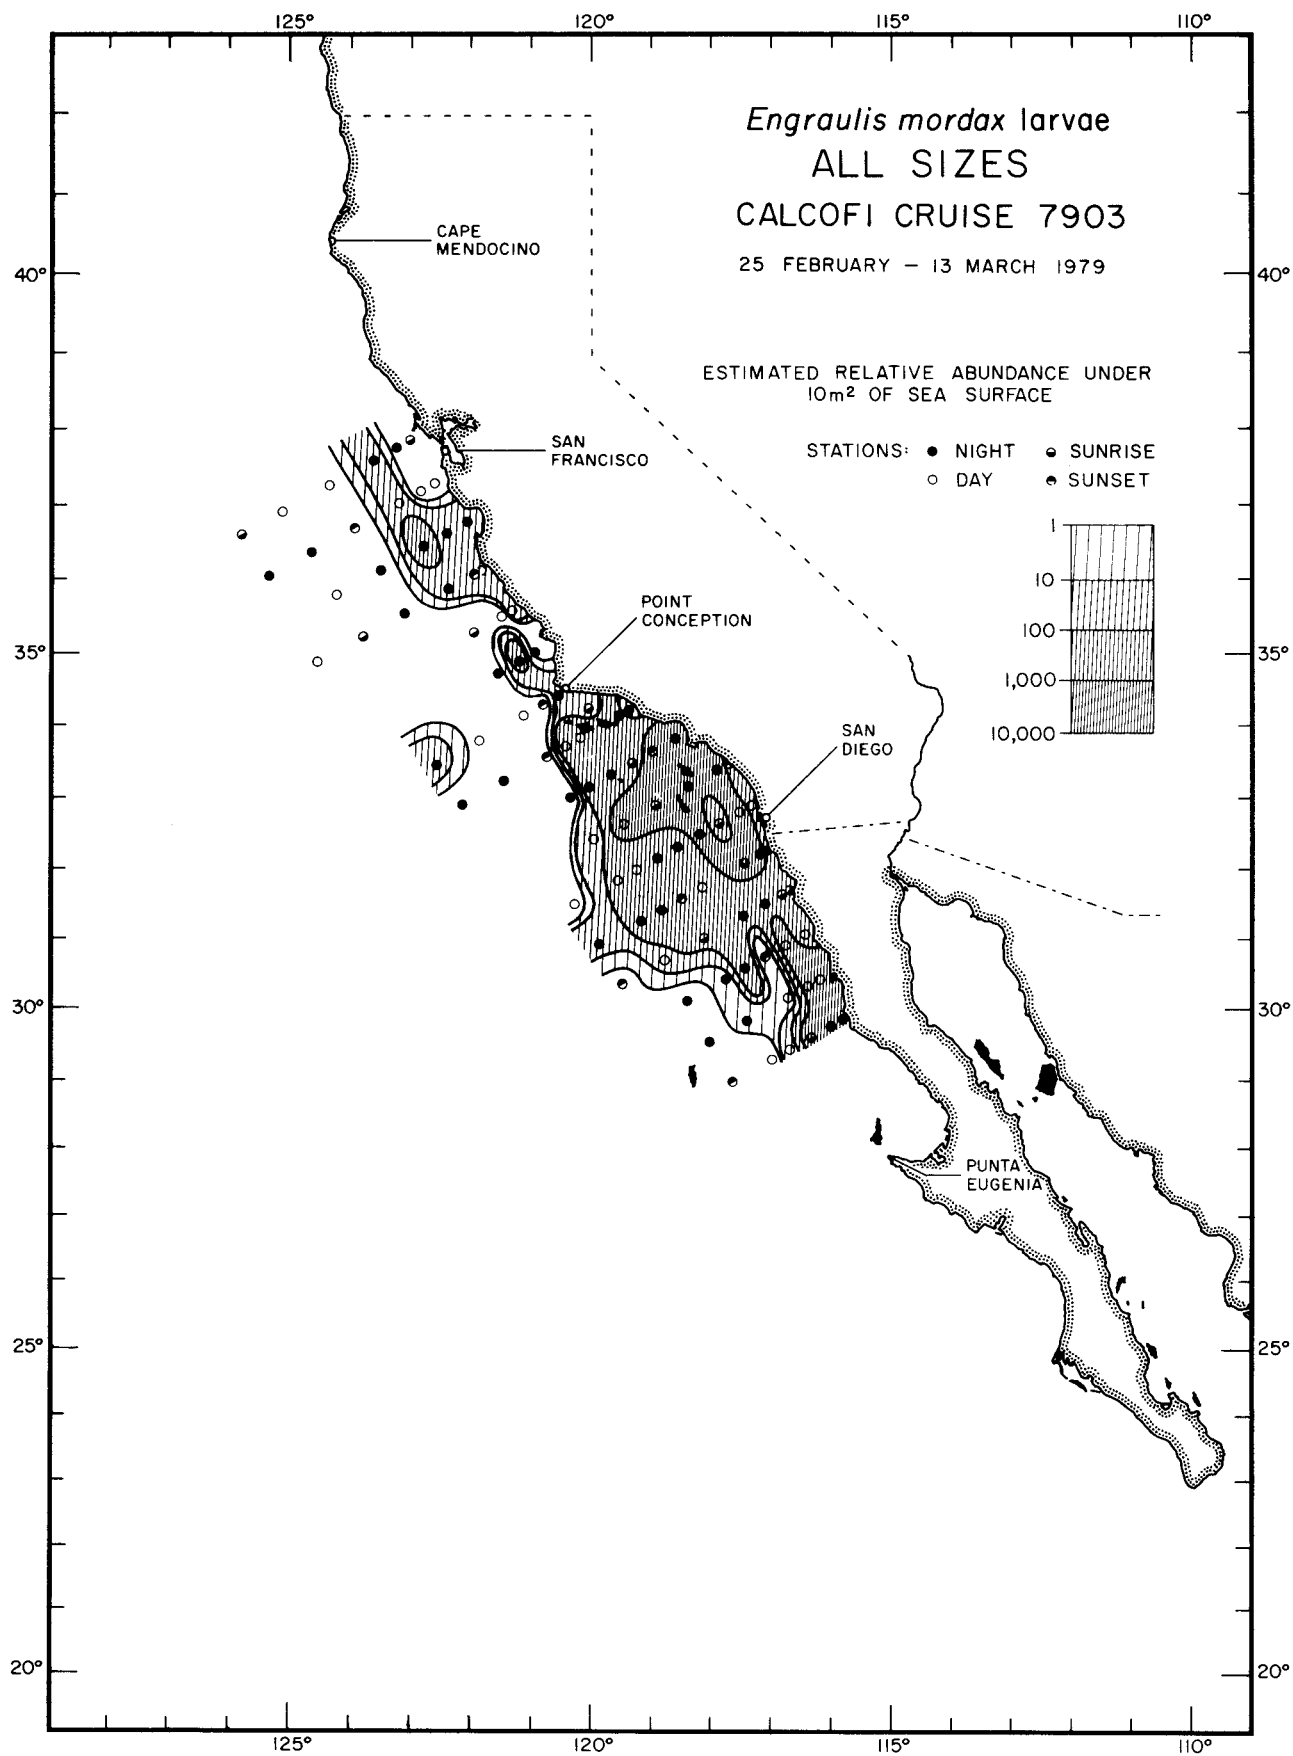 125° 120° 115° 110°
Engraulis mordax larvae
ALL SIZES
CALCOFI CRUISE 7903
25 FEBRUARY – 13 MARCH 1979
CAPE
MENDOCINO
40° 40°
ESTIMATED RELATIVE ABUNDANCE UNDER
10m² OF SEA SURFACE
STATIONS: NIGHT SUNRISE
DAY SUNSET
SAN
FRANCISCO
1
10
100
1,000
10,000
POINT
CONCEPTION
35° 35°
SAN
DIEGO
30° 30°
PUNTA
EUGENIA
25° 25°
20° 20°
125° 120° 115° 110°